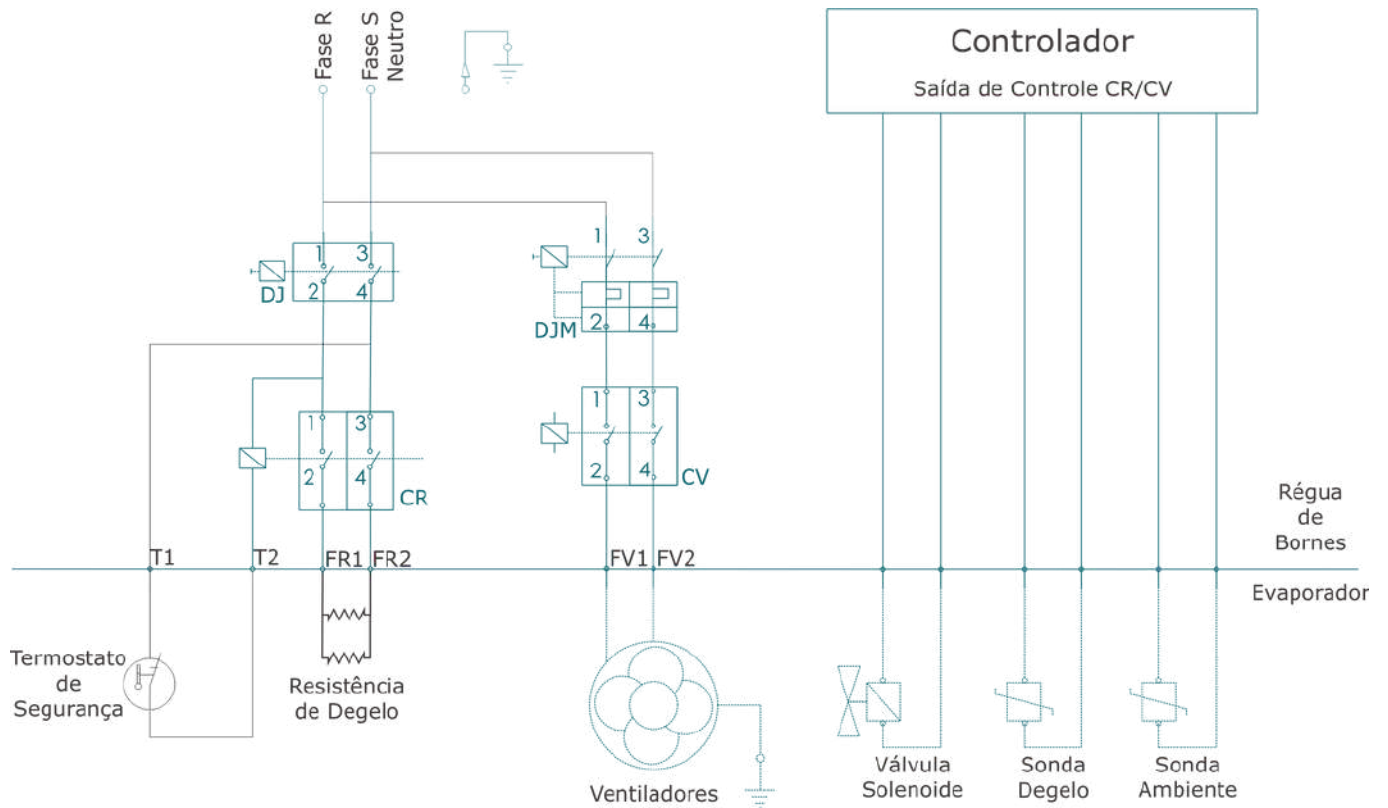 Fase R
Fase S
Neutro
Controlador
Saída de Controle CR/CV
1
3
DJ
2
4
1
3
DJM
2
4
1
3
2
4
CR
1
3
2
4
CV
Régua
de
Bornes
T1
T2
FR1
FR2
FV1
FV2
Evaporador
Termostato
de
Segurança
Resistência
de Degelo
Ventiladores
Válvula
Solenoide
Sonda
Degelo
Sonda
Ambiente